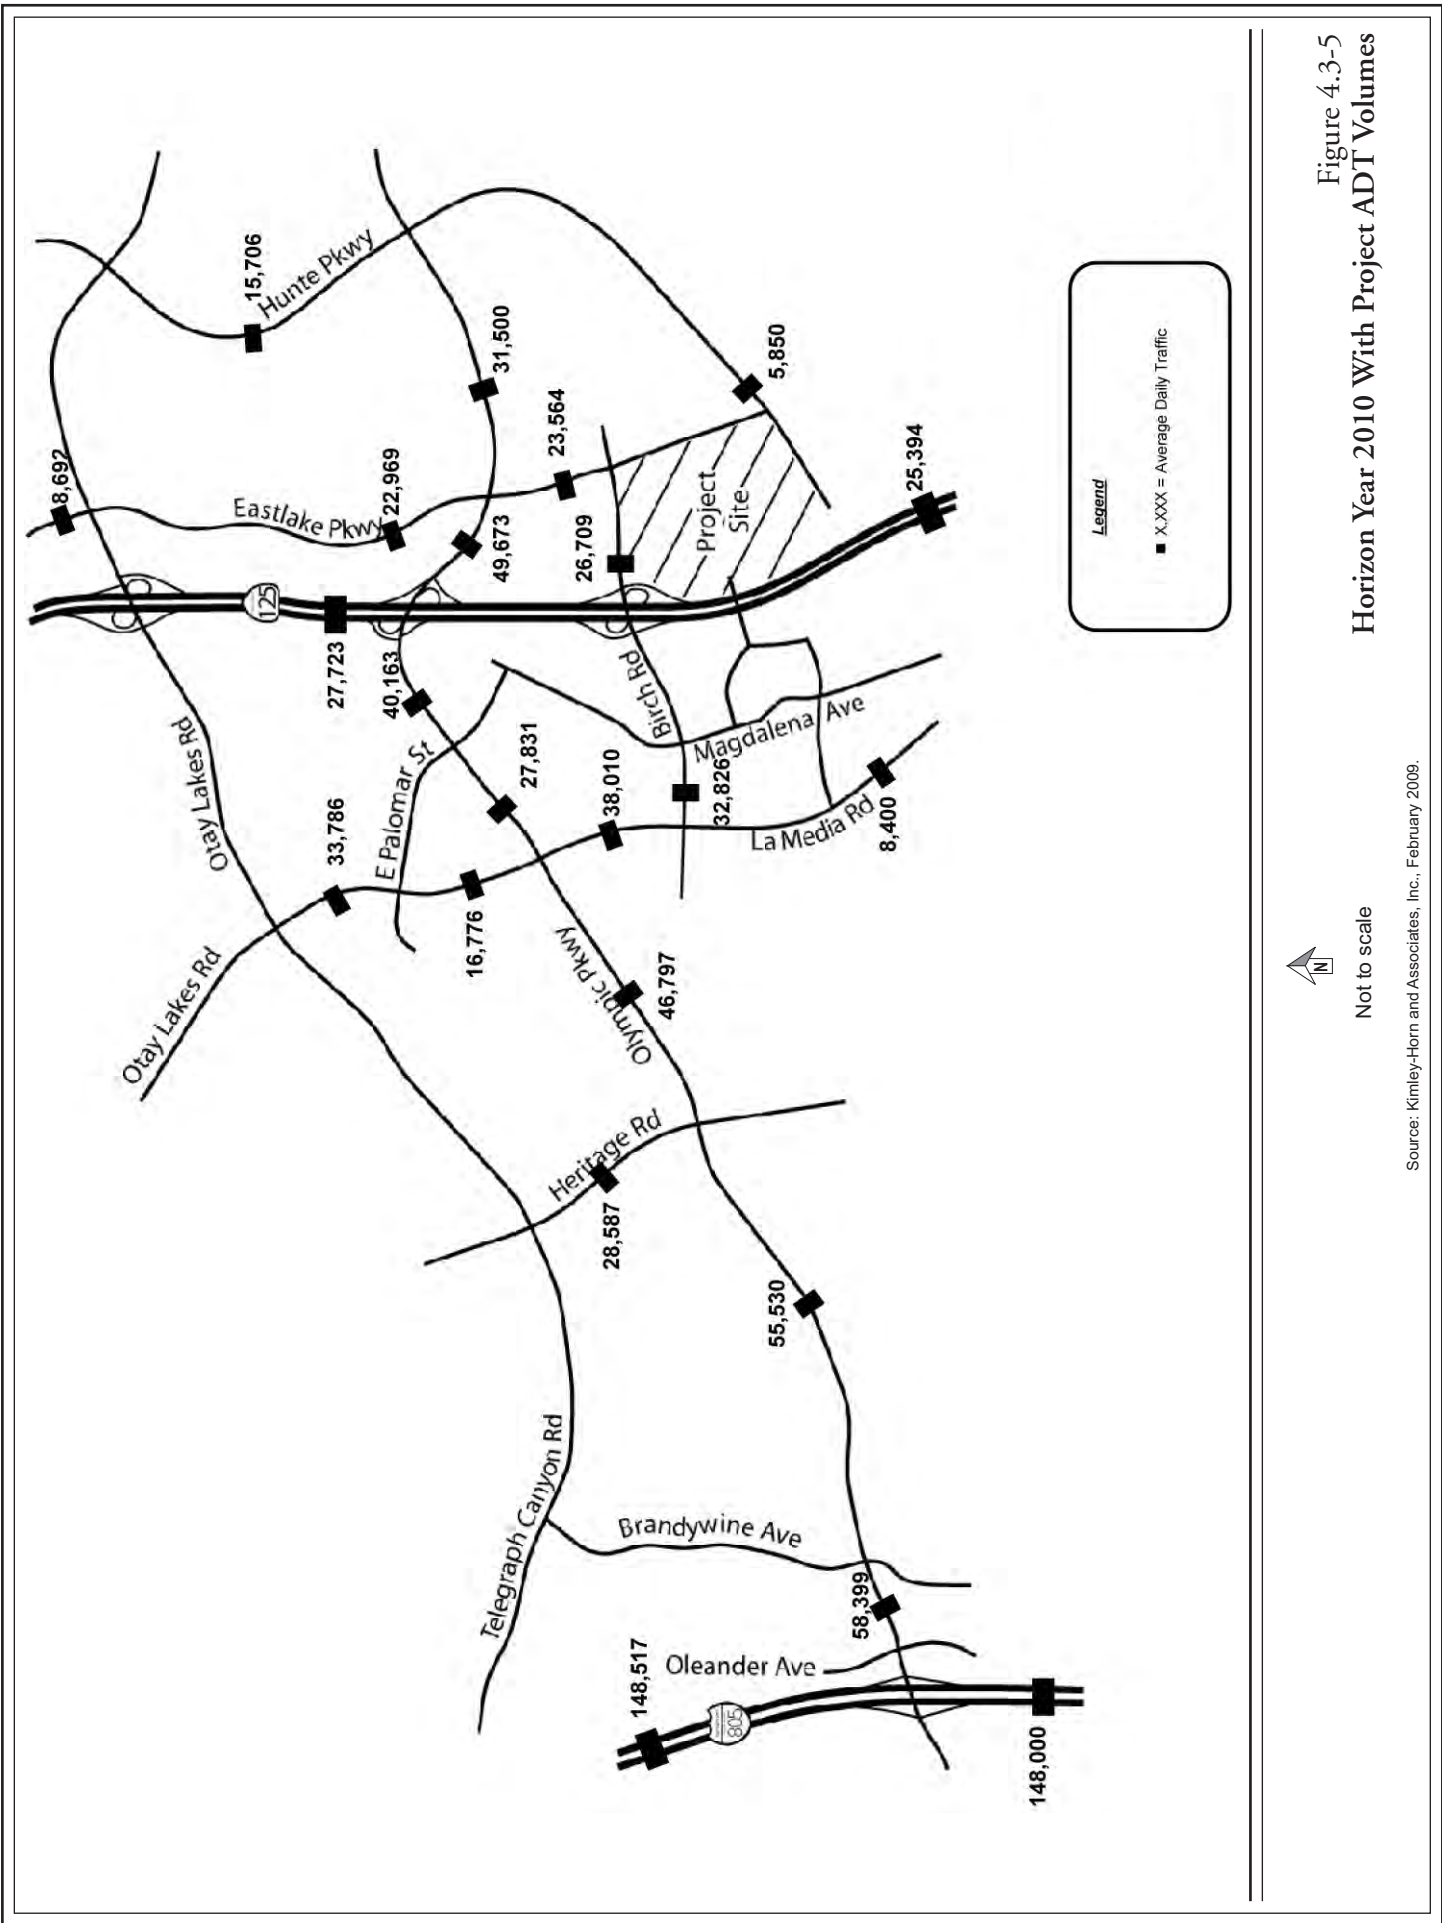 8,692
Otay Lakes Rd
Otay Lakes Rd
15,706
Hunte Pkwy
Eastlake Pkwy
125
27,723
33,786
22,969
40,163
E Palomar St
31,500
49,673
16,776
27,831
Telegraph Canyon Rd
23,564
Olympic Pkwy
Heritage Rd
26,709
38,010
28,587
Birch Rd
46,797
148,517
Brandywine Ave
Oleander Ave
805
Project
Site
32,826
Magdalena Ave
5,850
55,530
La Media Rd
58,399
8,400
25,394
148,000
Legend
■ X,XXX = Average Daily Traffic
N
Not to scale
Figure 4.3-5
Horizon Year 2010 With Project ADT Volumes
Source: Kimley-Horn and Associates, Inc., February 2009.